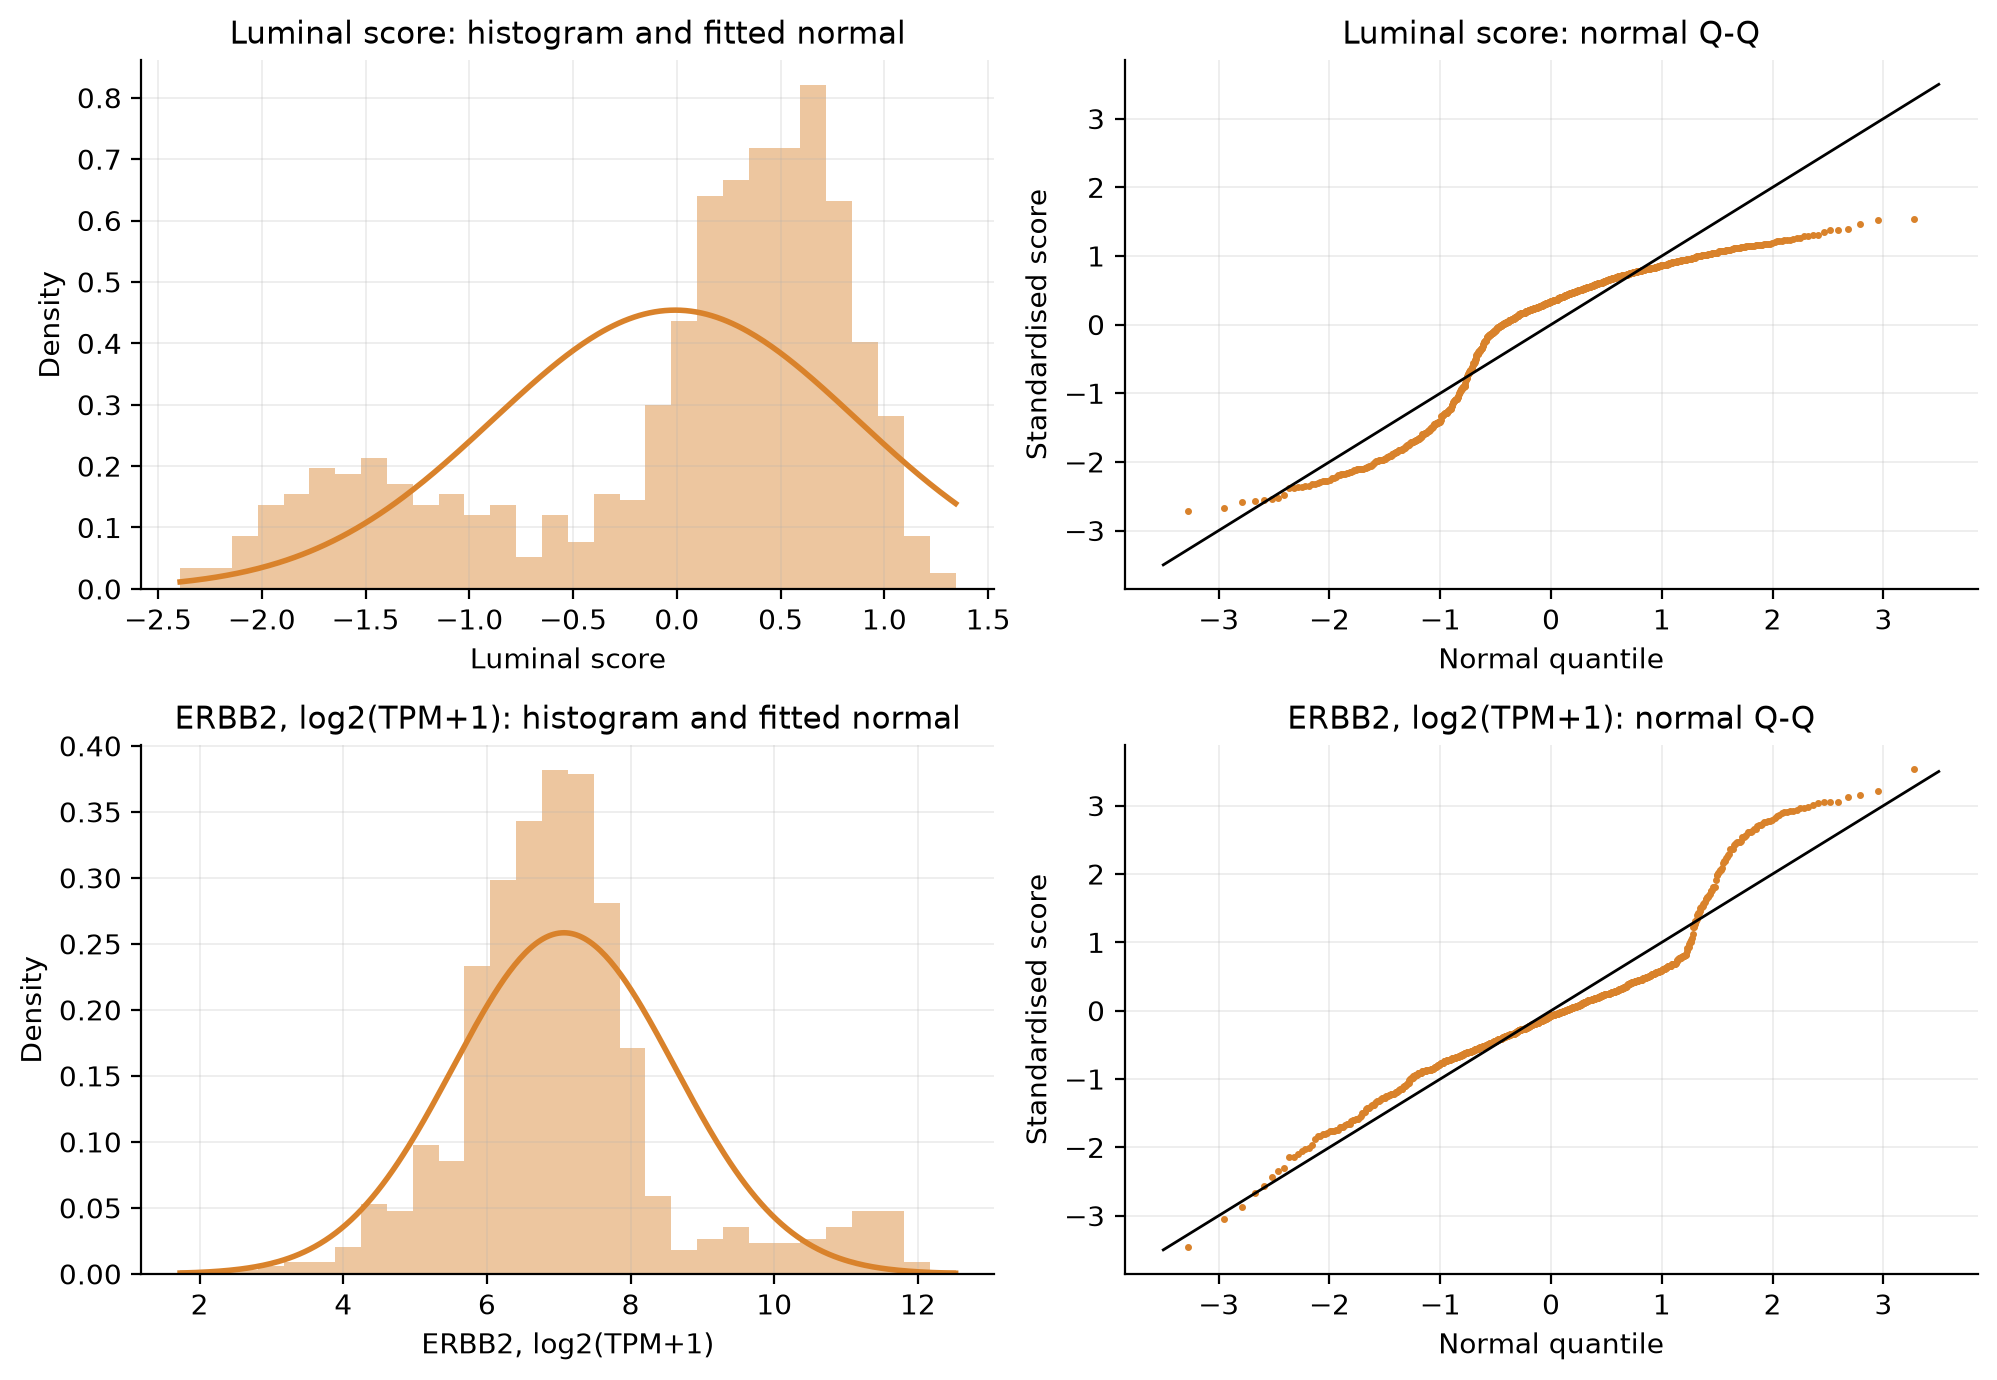 Luminal score: histogram and fitted normal
0.8
0.7
0.6
0.5
0.4
0.3
0.2
0.1
0.0
Density
−2.5 −2.0 −1.5 −1.0 −0.5 0.0 0.5 1.0 1.5
Luminal score
Luminal score: normal Q-Q
3
2
1
0
−1
−2
−3
Standardised score
−3 −2 −1 0 1 2 3
Normal quantile
ERBB2, log2(TPM+1): histogram and fitted normal
0.40
0.35
0.30
0.25
0.20
0.15
0.10
0.05
0.00
Density
2 4 6 8 10 12
ERBB2, log2(TPM+1)
ERBB2, log2(TPM+1): normal Q-Q
3
2
1
0
−1
−2
−3
Standardised score
−3 −2 −1 0 1 2 3
Normal quantile